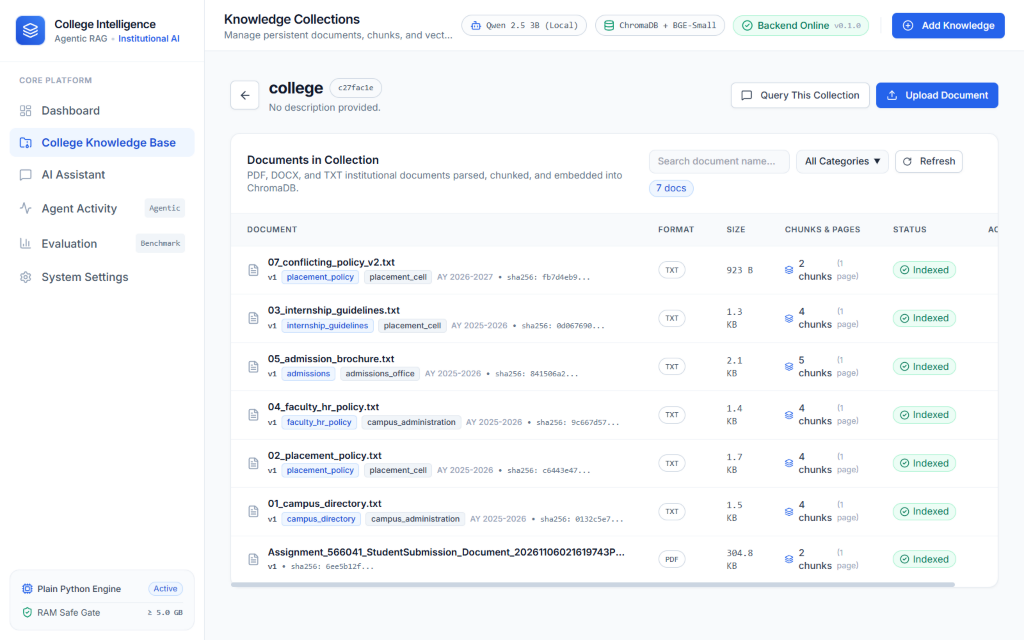 College Intelligence
Agentic RAG • Institutional AI
CORE PLATFORM
Dashboard
College Knowledge Base
AI Assistant
Agent Activity Agentic
Evaluation Benchmark
System Settings
Plain Python Engine Active
RAM Safe Gate ≥ 5.0 GB
Knowledge Collections
Manage persistent documents, chunks, and vect...
Qwen 2.5 3B (Local)
ChromaDB + BGE-Small
Backend Online v0.1.0
Add Knowledge
college c27fac1e
No description provided.
Query This Collection
Upload Document
Documents in Collection
PDF, DOCX, and TXT institutional documents parsed, chunked, and embedded into
ChromaDB.
Search document name...
All Categories ▼
Refresh
7 docs
DOCUMENT FORMAT SIZE CHUNKS & PAGES STATUS AC
07_conflicting_policy_v2.txt
v1 placement_policy placement_cell AY 2026-2027 • sha256: fb7d4eb9...
TXT
923 B
2 chunks
(1 page)
Indexed
03_internship_guidelines.txt
v1 internship_guidelines placement_cell AY 2025-2026 • sha256: 0d067690...
TXT
1.3 KB
4 chunks
(1 page)
Indexed
05_admission_brochure.txt
v1 admissions admissions_office AY 2025-2026 • sha256: 841506a2...
TXT
2.1 KB
5 chunks
(1 page)
Indexed
04_faculty_hr_policy.txt
v1 faculty_hr_policy campus_administration AY 2025-2026 • sha256: 9c667d57...
TXT
1.4 KB
4 chunks
(1 page)
Indexed
02_placement_policy.txt
v1 placement_policy placement_cell AY 2025-2026 • sha256: c6443e47...
TXT
1.7 KB
4 chunks
(1 page)
Indexed
01_campus_directory.txt
v1 campus_directory campus_administration AY 2025-2026 • sha256: 0132c5e7...
TXT
1.5 KB
4 chunks
(1 page)
Indexed
Assignment_566041_StudentSubmission_Document_20261106021619743P...
v1 • sha256: 6ee5b12f...
PDF
304.8 KB
2 chunks
(1 page)
Indexed